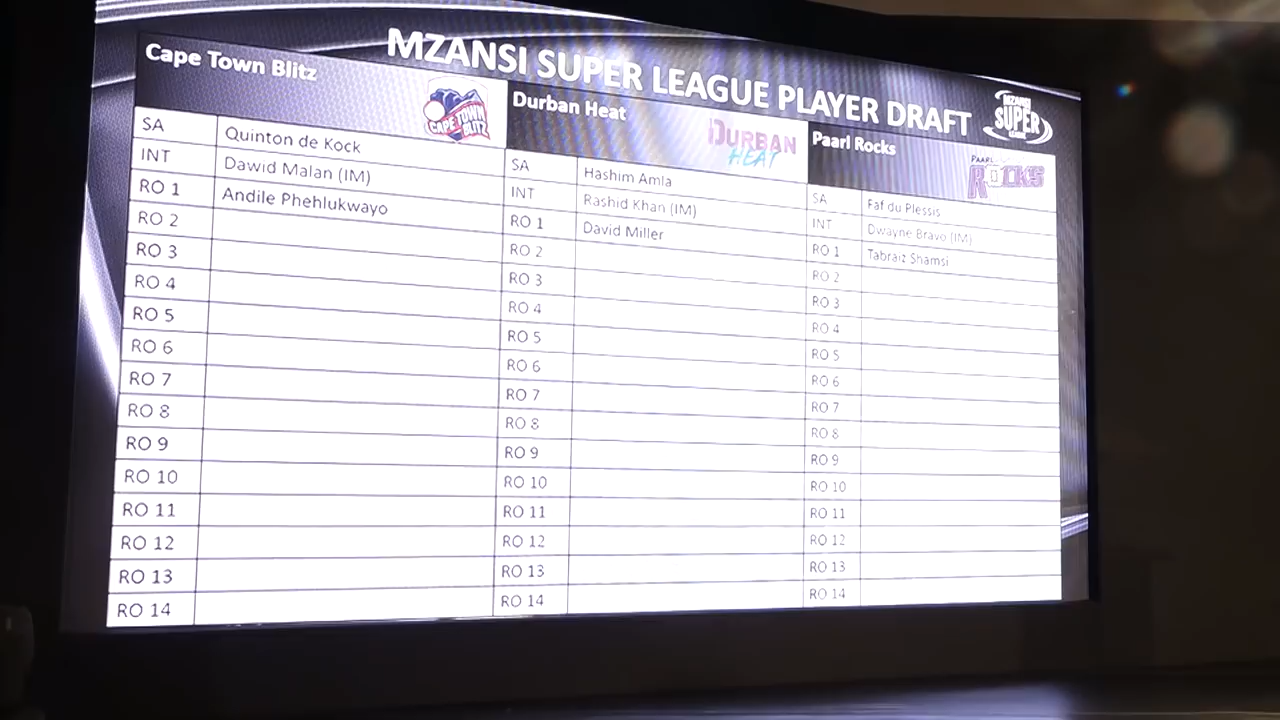 MZANSI SUPER LEAGUE PLAYER DRAFT
MZANSI
SUPER
LEAGUE
Cape Town Blitz
CAPE TOWN
BLITZ
SA Quinton de Kock
INT Dawid Malan (IM)
RO 1 Andile Phehlukwayo
RO 2
RO 3
RO 4
RO 5
RO 6
RO 7
RO 8
RO 9
RO 10
RO 11
RO 12
RO 13
RO 14
Durban Heat
DURBAN
HEAT
SA Hashim Amla
INT Rashid Khan (IM)
RO 1 David Miller
RO 2
RO 3
RO 4
RO 5
RO 6
RO 7
RO 8
RO 9
RO 10
RO 11
RO 12
RO 13
RO 14
Paarl Rocks
PAARL
ROCKS
SA Faf du Plessis
INT Dwayne Bravo (IM)
RO 1 Tabraiz Shamsi
RO 2
RO 3
RO 4
RO 5
RO 6
RO 7
RO 8
RO 9
RO 10
RO 11
RO 12
RO 13
RO 14